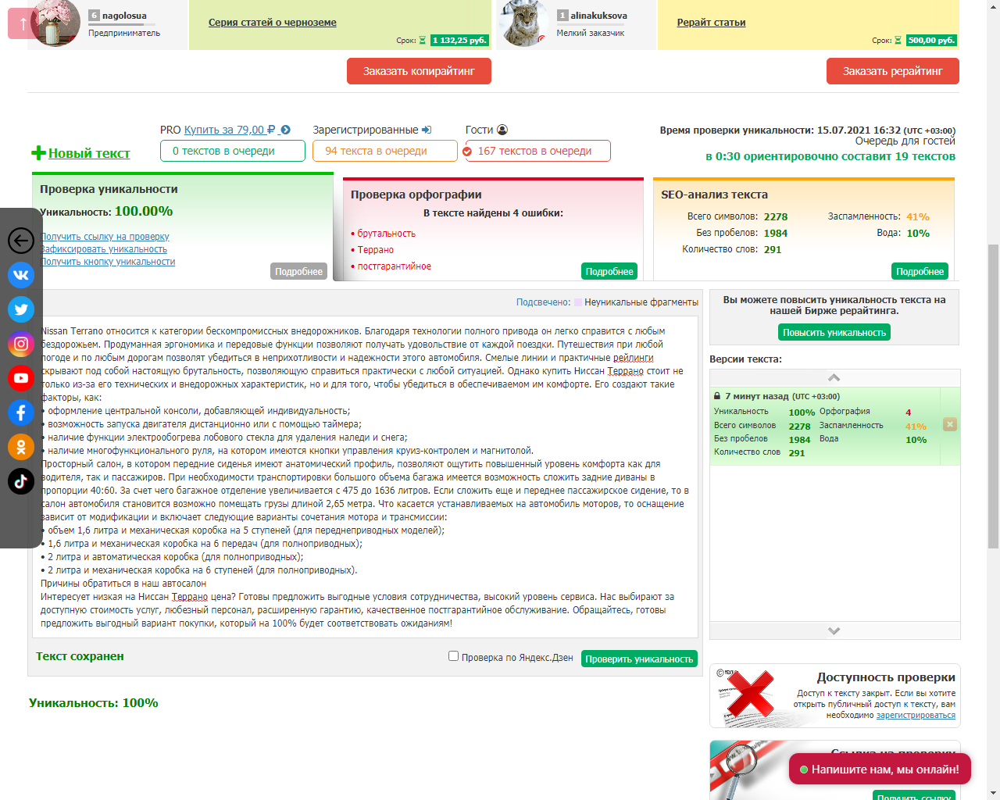 ↑
6 nagolosua
Предприниматель
Серия статей о черноземе
Срок: 1 132,25 руб.
1 alinakuksova
Мелкий заказчик
Рерайт статьи
Срок: 500,00 руб.
Заказать копирайтинг
Заказать рерайтинг
Новый текст
PRO Купить за 79,00 ₽
0 текстов в очереди
Зарегистрированные
94 текста в очереди
Гости
167 текстов в очереди
Время проверки уникальности: 15.07.2021 16:32 (UTC +03:00)
Очередь для гостей
в 0:30 ориентировочно составит 19 текстов
Проверка уникальности
Уникальность: 100.00%
Получить ссылку на проверку
Зафиксировать уникальность
Получить кнопку уникальности
Подробнее
Проверка орфографии
В тексте найдены 4 ошибки:
• брутальность
• Террано
• постгарантийное
Подробнее
SEO-анализ текста
Всего символов: 2278
Без пробелов: 1984
Количество слов: 291
Заспамленность: 41%
Вода: 10%
Подробнее
Подсвечено: Неуникальные фрагменты
Nissan Terrano относится к категории бескомпромиссных внедорожников. Благодаря технологии полного привода он легко справится с любым
бездорожьем. Продуманная эргономика и передовые функции позволяют получать удовольствие от каждой поездки. Путешествия при любой
погоде и по любым дорогам позволят убедиться в неприхотливости и надежности этого автомобиля. Смелые линии и практичные рейлинги
скрывают под собой настоящую брутальность, позволяющую справиться практически с любой ситуацией. Однако купить Ниссан Террано стоит не
только из-за его технических и внедорожных характеристик, но и для того, чтобы убедиться в обеспечиваемом им комфорте. Его создают такие
факторы, как:
• оформление центральной консоли, добавляющей индивидуальность;
• возможность запуска двигателя дистанционно или с помощью таймера;
• наличие функции электрообогрева лобового стекла для удаления наледи и снега;
• наличие многофункционального руля, на котором имеются кнопки управления круиз-контролем и магнитолой.
Просторный салон, в котором передние сиденья имеют анатомический профиль, позволяют ощутить повышенный уровень комфорта как для
водителя, так и пассажиров. При необходимости транспортировки большого объема багажа имеется возможность сложить задние диваны в
пропорции 40:60. За счет чего багажное отделение увеличивается с 475 до 1636 литров. Если сложить еще и переднее пассажирское сидение, то в
салон автомобиля становится возможно помещать грузы длиной 2,65 метра. Что касается устанавливаемых на автомобиль моторов, то оснащение
зависит от модификации и включает следующие варианты сочетания мотора и трансмиссии:
• объем 1,6 литра и механическая коробка на 5 ступеней (для переднеприводных моделей);
• 1,6 литра и механическая коробка на 6 передач (для полноприводных);
• 2 литра и автоматическая коробка (для полноприводных);
• 2 литра и механическая коробка на 6 ступеней (для полноприводных).
Причины обратиться в наш автосалон
Интересует низкая на Ниссан Террано цена? Готовы предложить выгодные условия сотрудничества, высокий уровень сервиса. Нас выбирают за
доступную стоимость услуг, любезный персонал, расширенную гарантию, качественное постгарантийное обслуживание. Обращайтесь, готовы
предложить выгодный вариант покупки, который на 100% будет соответствовать ожиданиям!
Текст сохранен
Проверка по Яндекс.Дзен
Проверить уникальность
Уникальность: 100%
Вы можете повысить уникальность текста на
нашей Бирже рерайтинга.
Повысить уникальность
Версии текста:
7 минут назад (UTC +03:00)
Уникальность 100% Орфография 4
Всего символов 2278 Заспамленность 41%
Без пробелов 1984 Вода 10%
Количество слов 291
Доступность проверки
Доступ к тексту закрыт. Если вы хотите
открыть публичный доступ к тексту, вам
необходимо зарегистрироваться
Ссылка на проверку
Напишите нам, мы онлайн!
Получить ссылку